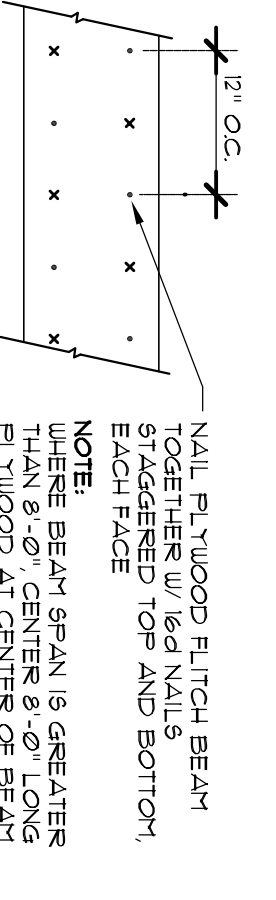 12" O.C.
NAIL PLYWOOD FLITCH BEAM
TOGETHER W/ 16d NAILS
STAGGERED TOP AND BOTTOM,
EACH FACE
NOTE:
WHERE BEAM SPAN IS GREATER
THAN 8'-0", CENTER 8'-0" LONG
PLYWOOD AT CENTER OF BEAM